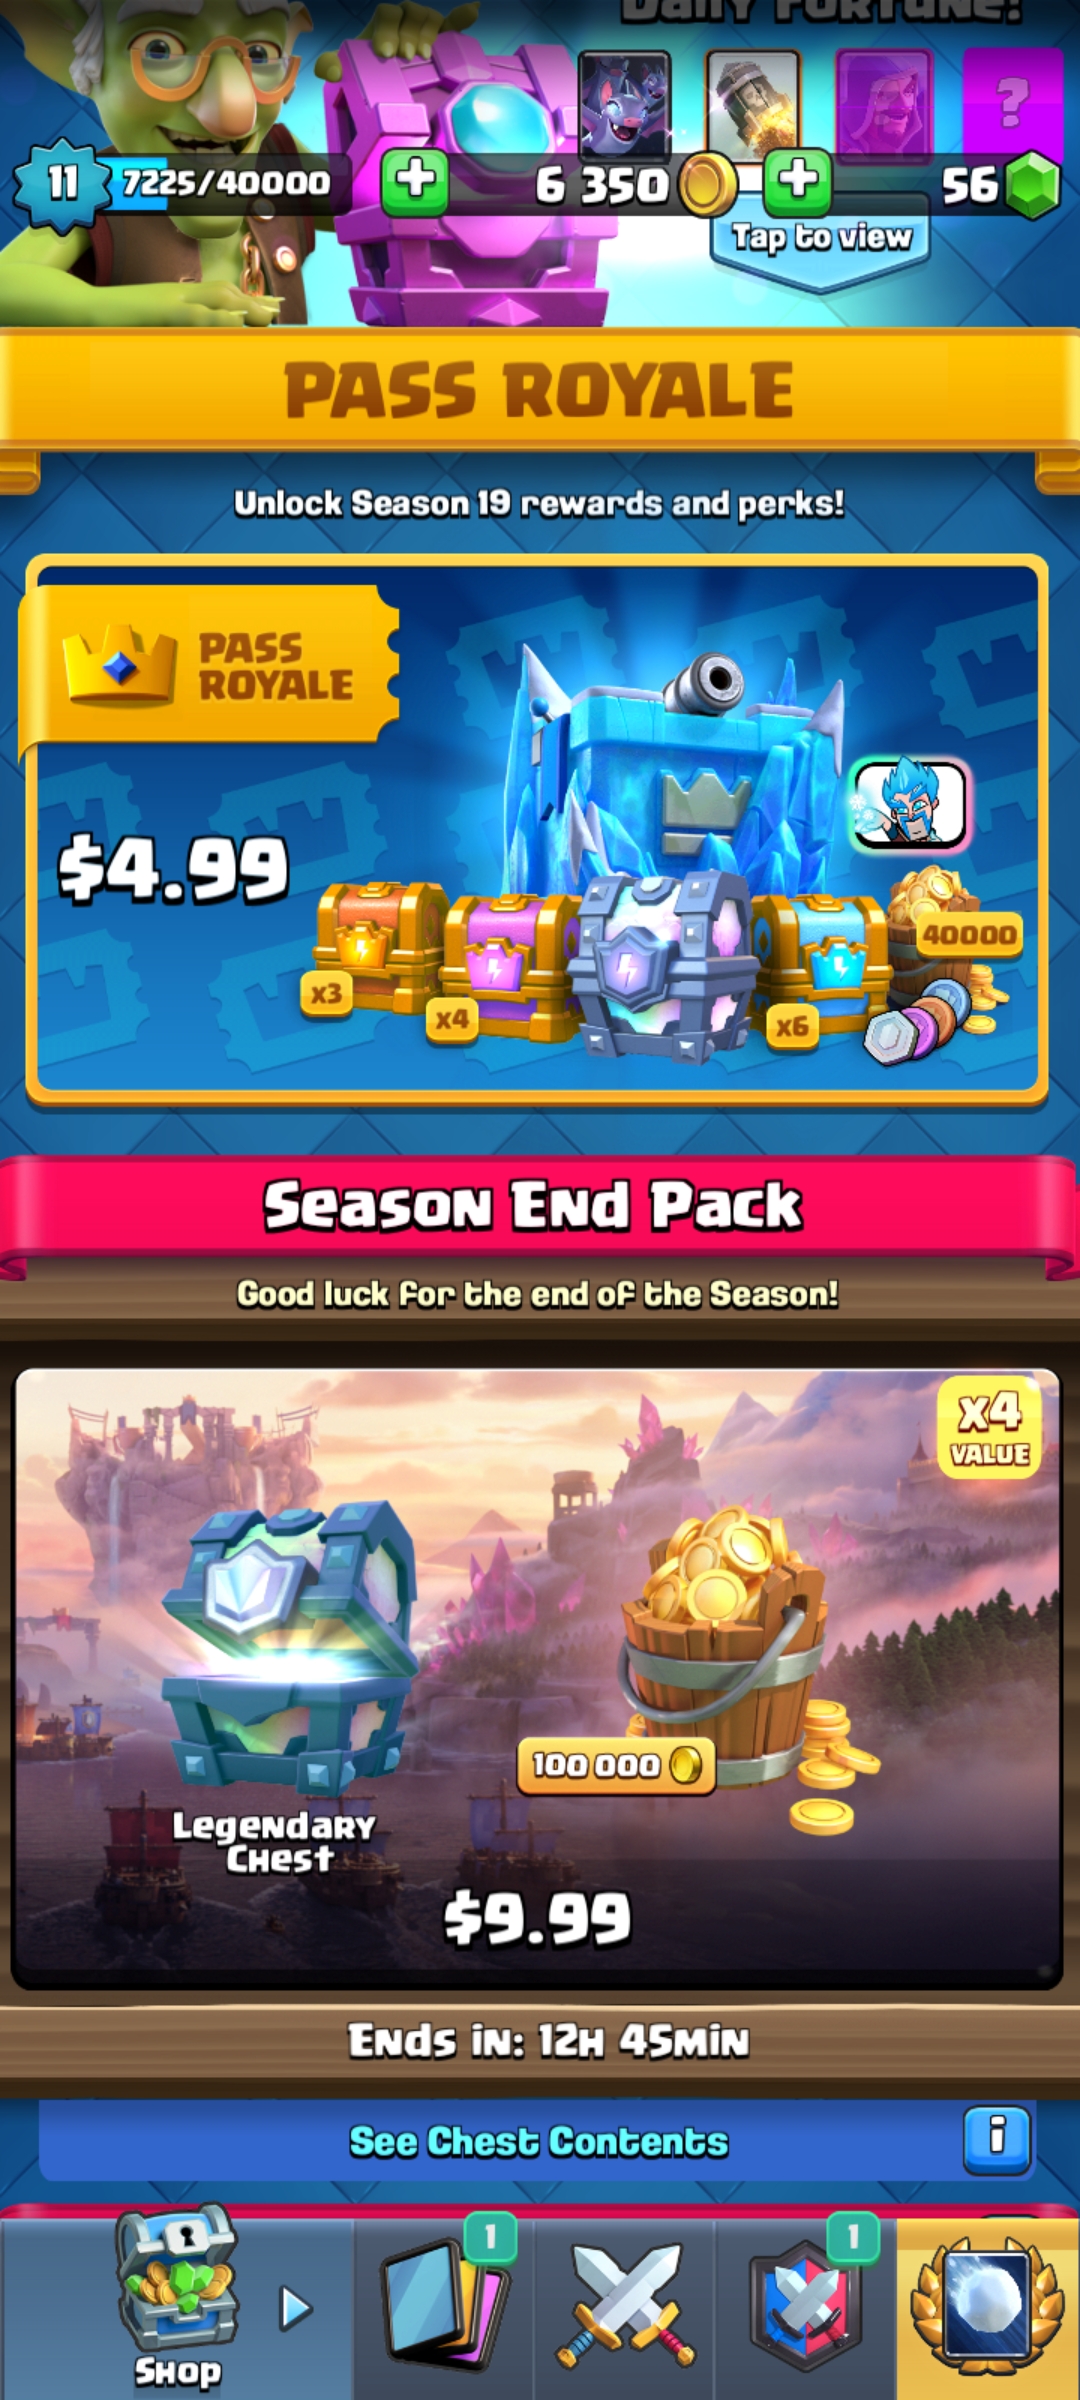 Daily Fortune!
?
11
7225/40000
6 350
56
Tap to view
PASS ROYALE
Unlock Season 19 rewards and perks!
PASS
ROYALE
$4.99
40000
x3
x4
x6
Season End Pack
Good luck for the end of the Season!
x4
VALUE
100 000
Legendary
Chest
$9.99
Ends in: 12h 45min
See Chest Contents
i
1
1
Shop